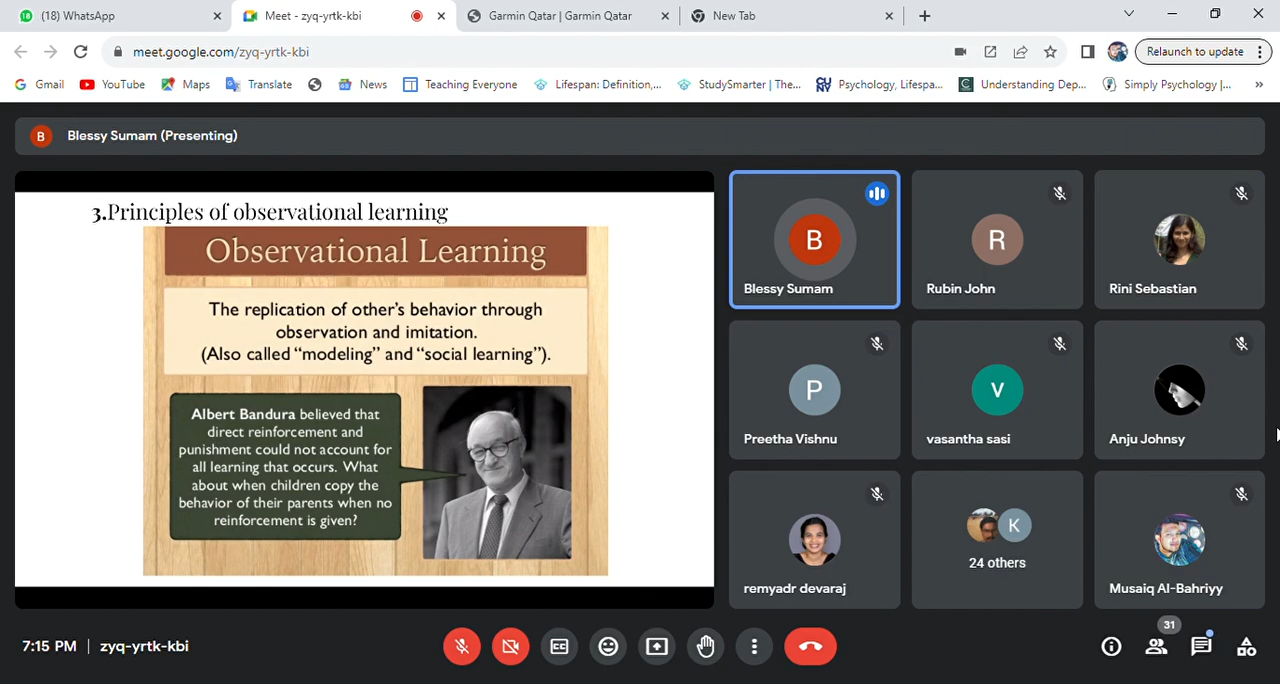 (18) WhatsApp
Meet - zyq-yrtk-kbi
Garmin Qatar | Garmin Qatar
New Tab
meet.google.com/zyq-yrtk-kbi
Relaunch to update
Gmail
YouTube
Maps
Translate
News
Teaching Everyone
Lifespan: Definition,...
StudySmarter | The...
Psychology, Lifespa...
Understanding Dep...
Simply Psychology |...
»
B
Blessy Sumam (Presenting)
3.Principles of observational learning
Observational Learning
The replication of other's behavior through
observation and imitation.
(Also called “modeling” and “social learning”).
Albert Bandura believed that
direct reinforcement and
punishment could not account for
all learning that occurs. What
about when children copy the
behavior of their parents when no
reinforcement is given?
B
Blessy Sumam
R
Rubin John
Rini Sebastian
P
Preetha Vishnu
V
vasantha sasi
Anju Johnsy
remyadr devaraj
K
24 others
Musaiq Al-Bahriyy
7:15 PM | zyq-yrtk-kbi
31